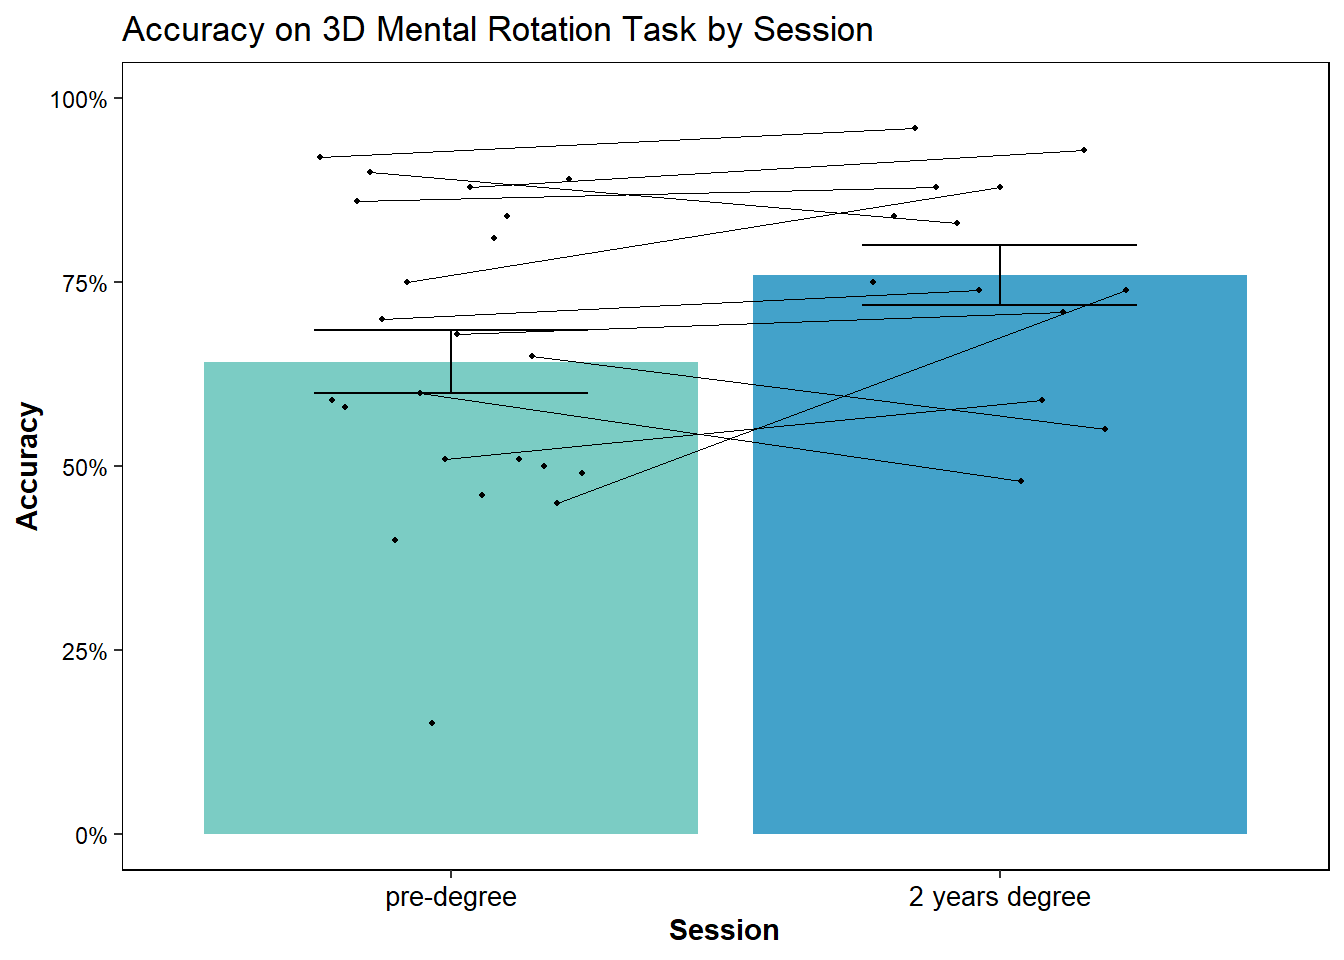 Accuracy on 3D Mental Rotation Task by Session
100%
75%
50%
25%
0%
Accuracy
pre-degree
2 years degree
Session